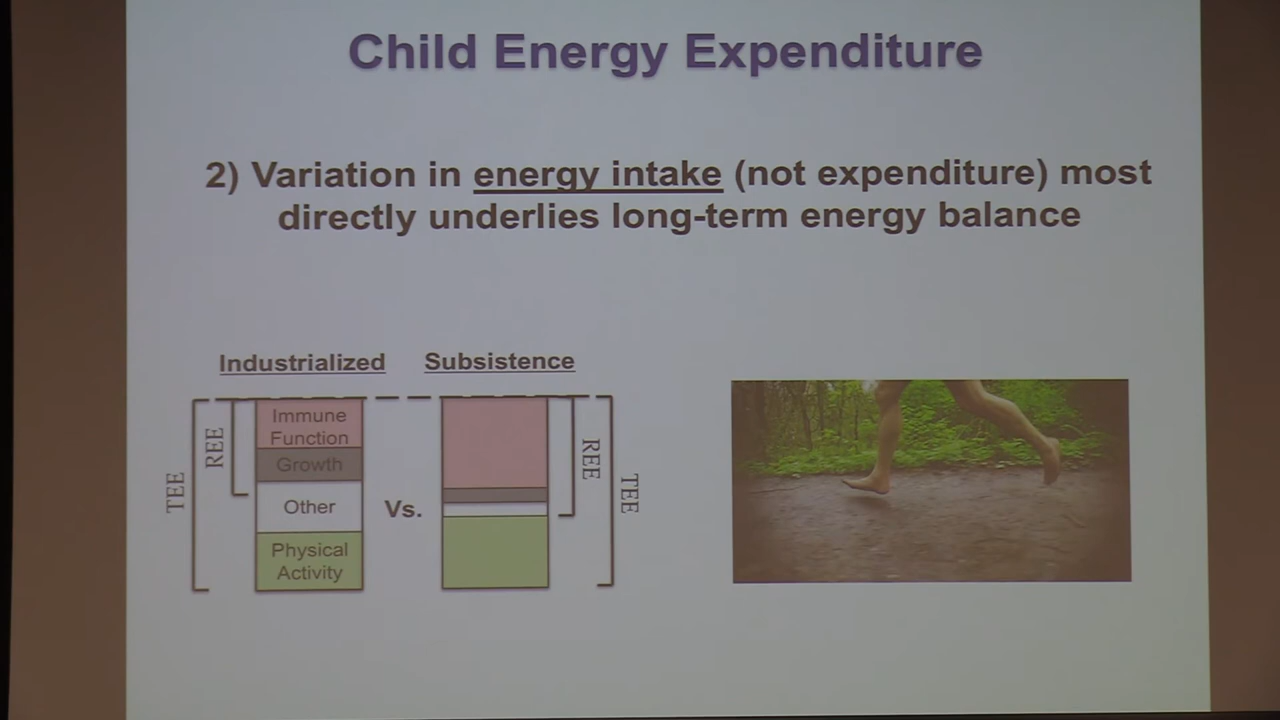 Child Energy Expenditure
2) Variation in energy intake (not expenditure) most
directly underlies long-term energy balance
Industrialized
Subsistence
TEE
REE
Immune
Function
Growth
Other
Physical
Activity
Vs.
REE
TEE